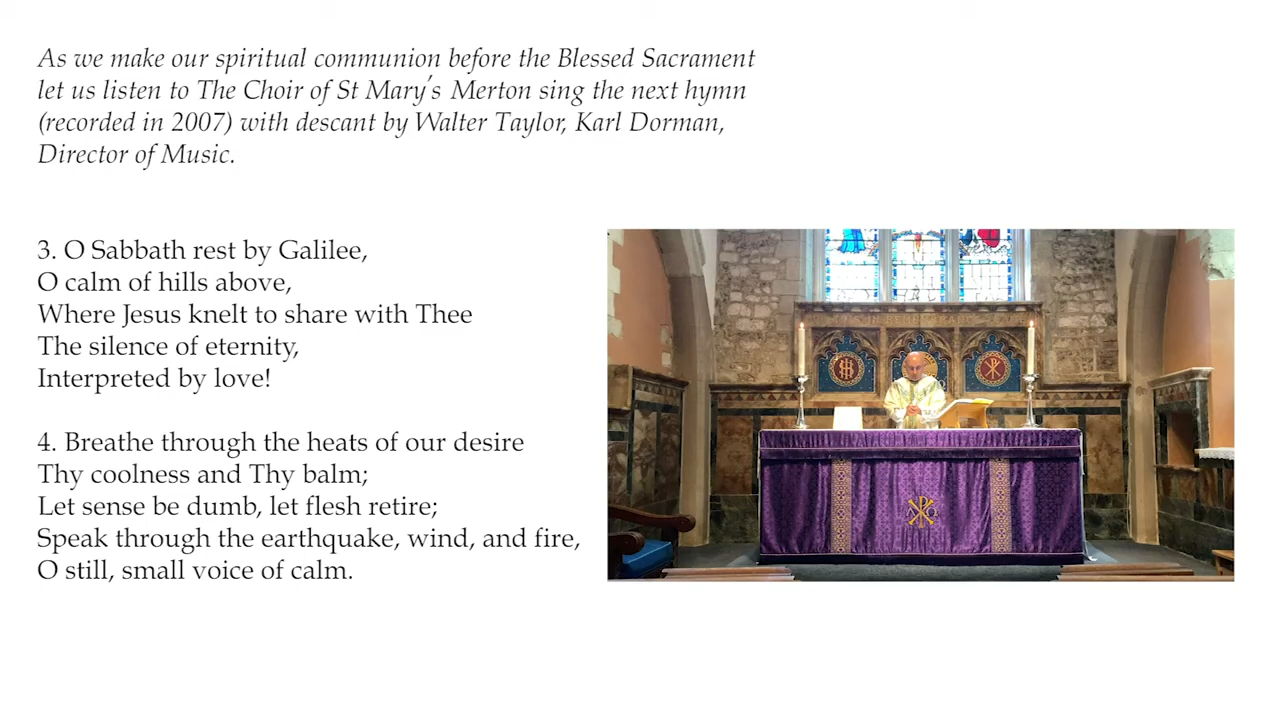 As we make our spiritual communion before the Blessed Sacrament
let us listen to The Choir of St Mary's Merton sing the next hymn
(recorded in 2007) with descant by Walter Taylor, Karl Dorman,
Director of Music.
3. O Sabbath rest by Galilee,
O calm of hills above,
Where Jesus knelt to share with Thee
The silence of eternity,
Interpreted by love!
4. Breathe through the heats of our desire
Thy coolness and Thy balm;
Let sense be dumb, let flesh retire;
Speak through the earthquake, wind, and fire,
O still, small voice of calm.